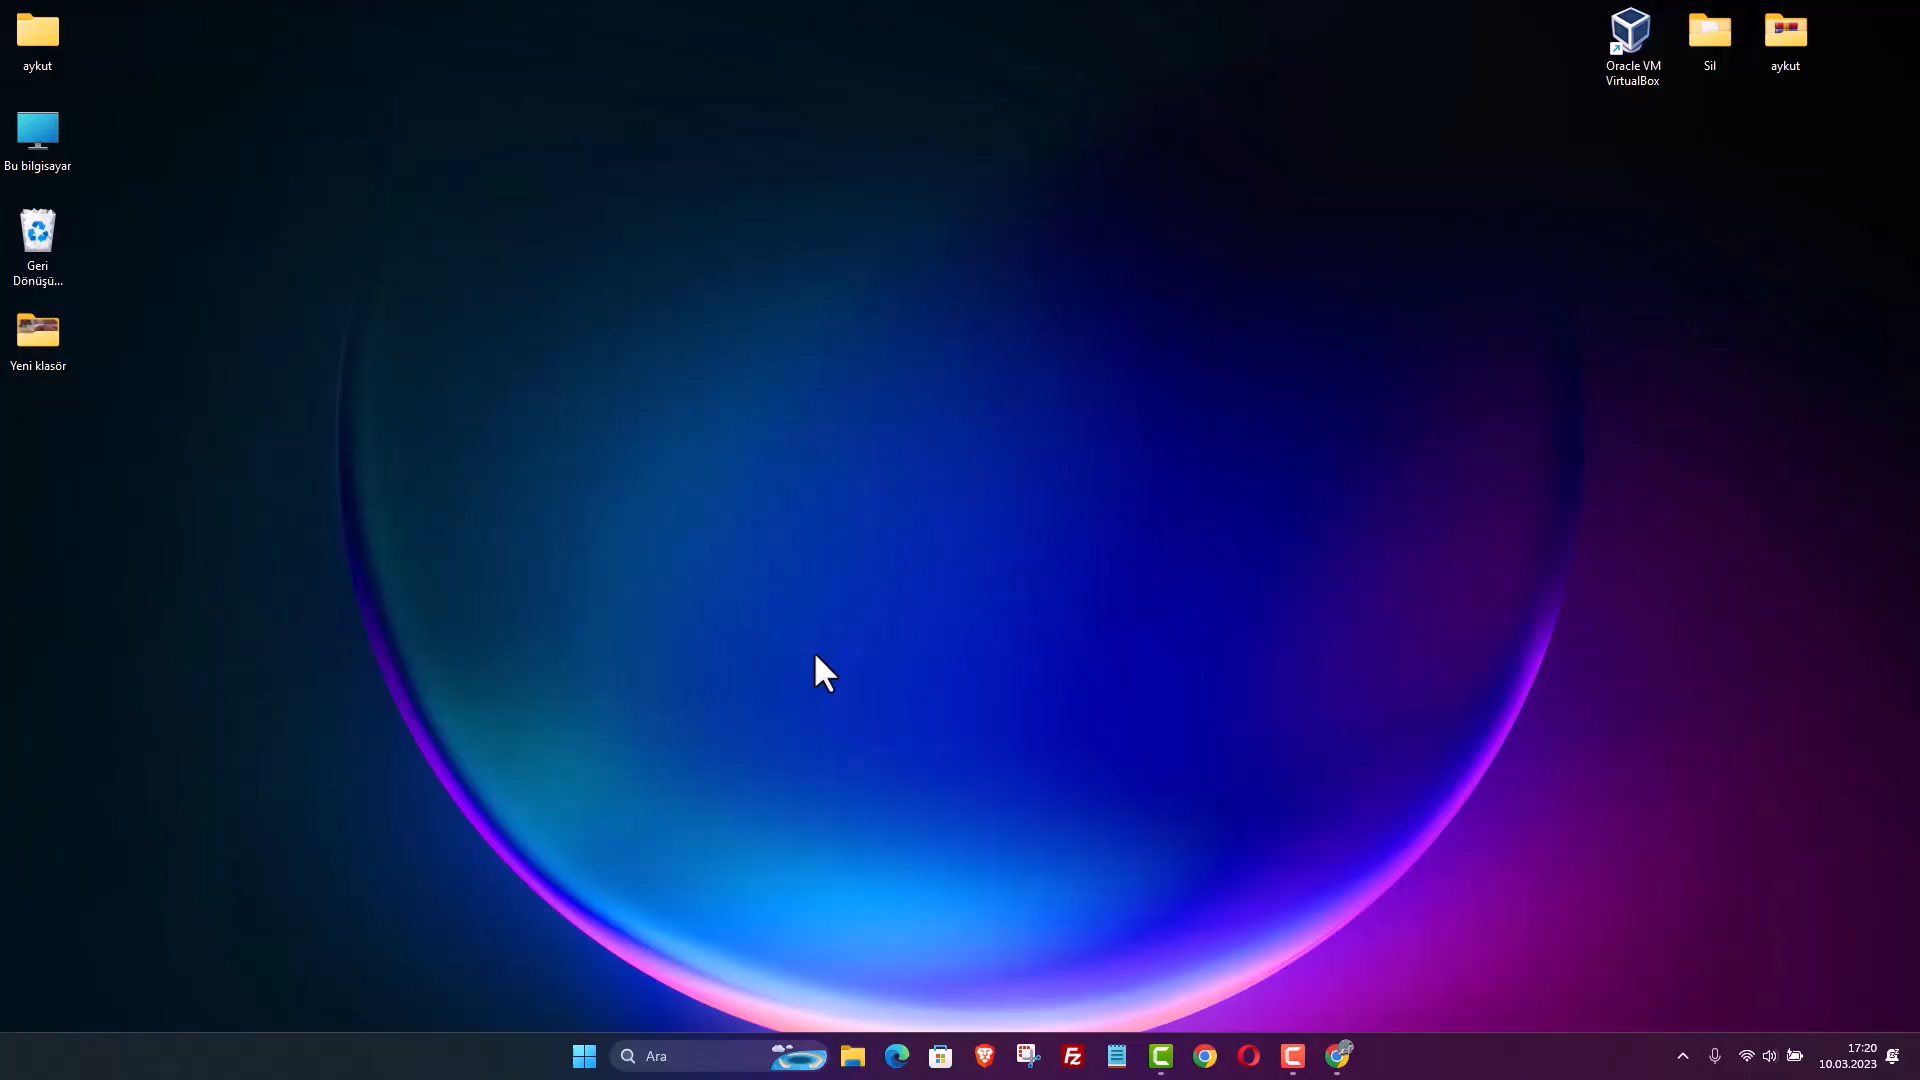 aykut
Bu bilgisayar
Geri
Dönüşü...
Yeni klasör
Oracle VM
VirtualBox
Sil
aykut
Ara
17:20
10.03.2023